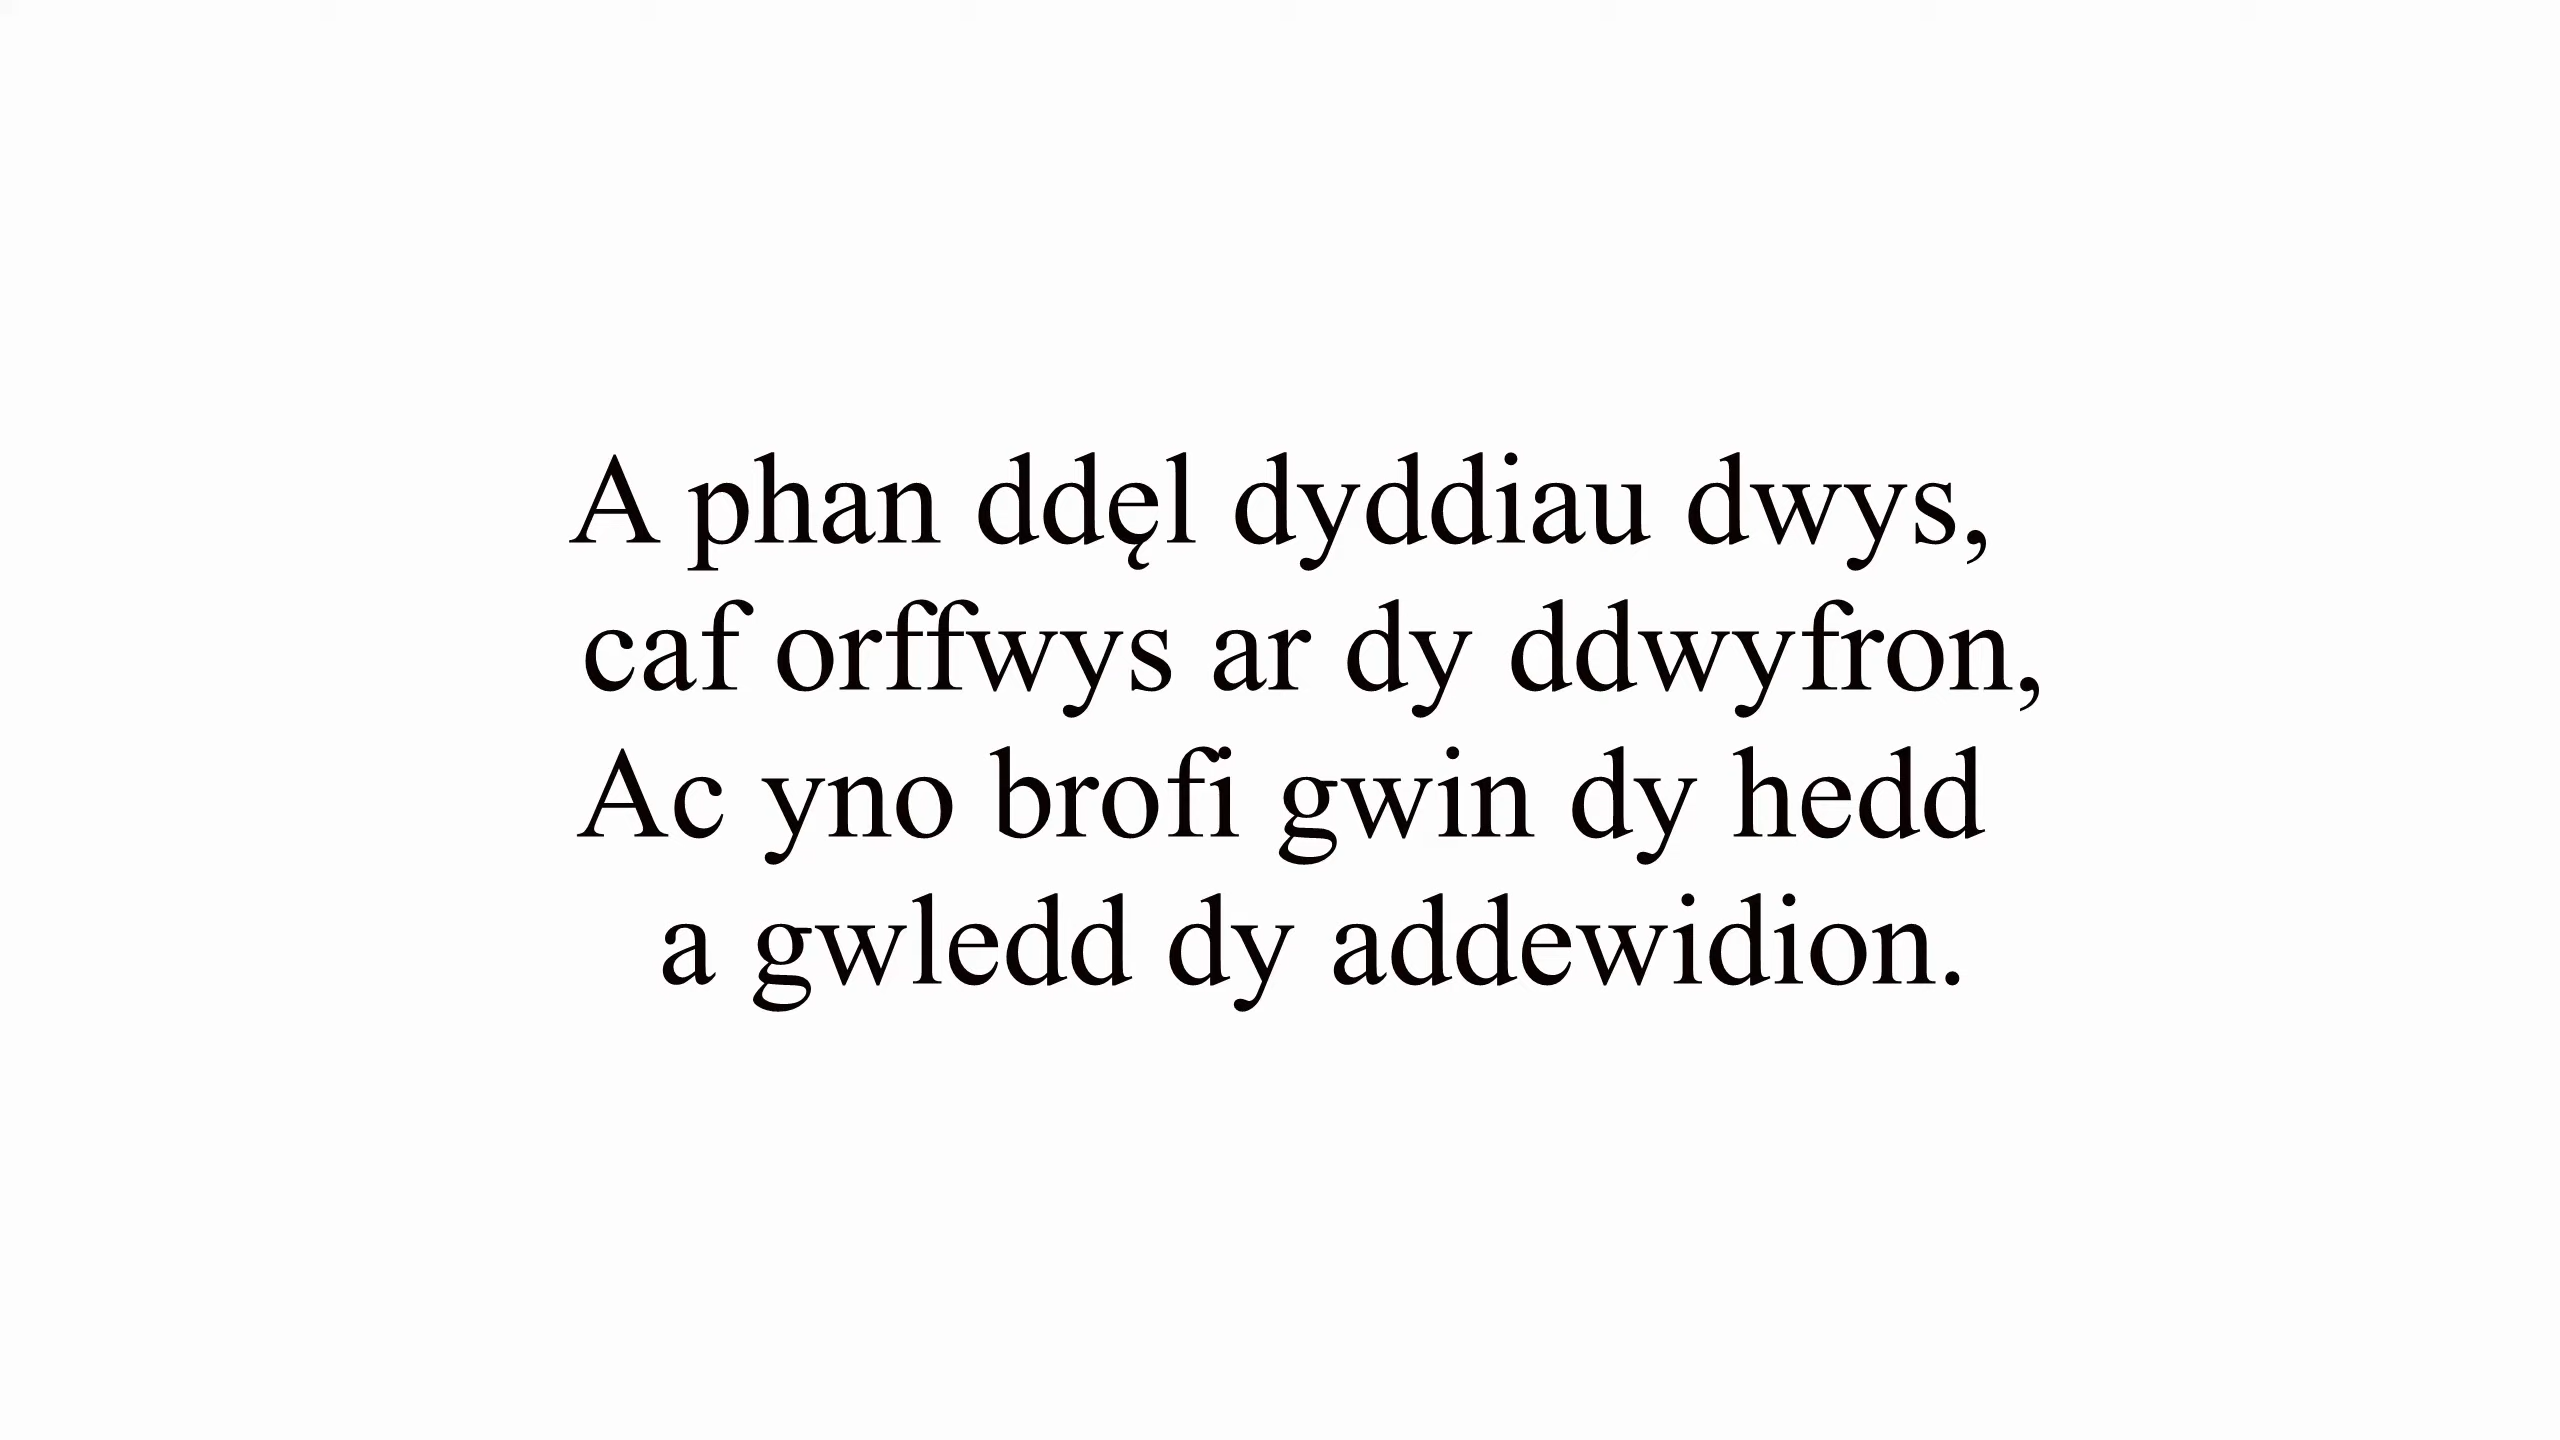 A phan ddęl dyddiau dwys,
caf orffwys ar dy ddwyfron,
Ac yno brofi gwin dy hedd
a gwledd dy addewidion.